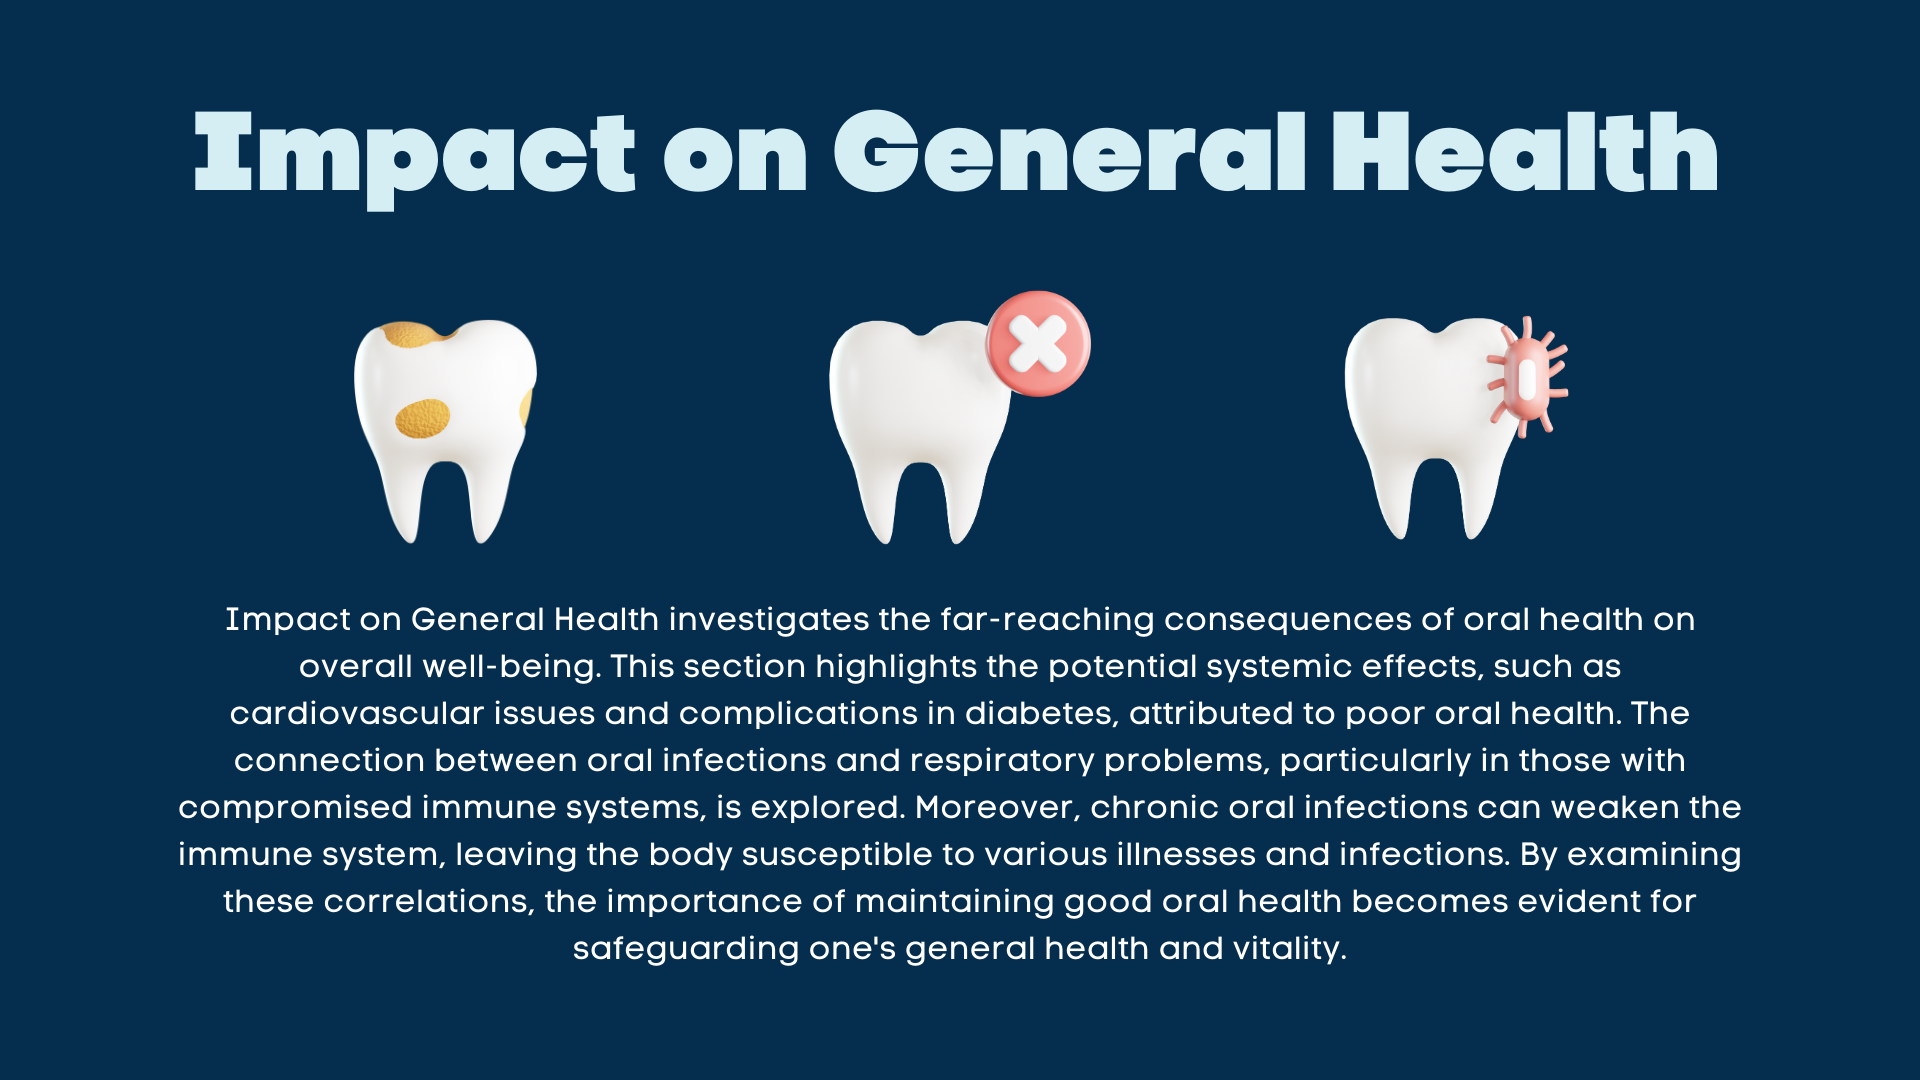 Impact on General Health
Impact on General Health investigates the far-reaching consequences of oral health on
overall well-being. This section highlights the potential systemic effects, such as
cardiovascular issues and complications in diabetes, attributed to poor oral health. The
connection between oral infections and respiratory problems, particularly in those with
compromised immune systems, is explored. Moreover, chronic oral infections can weaken the
immune system, leaving the body susceptible to various illnesses and infections. By examining
these correlations, the importance of maintaining good oral health becomes evident for
safeguarding one's general health and vitality.